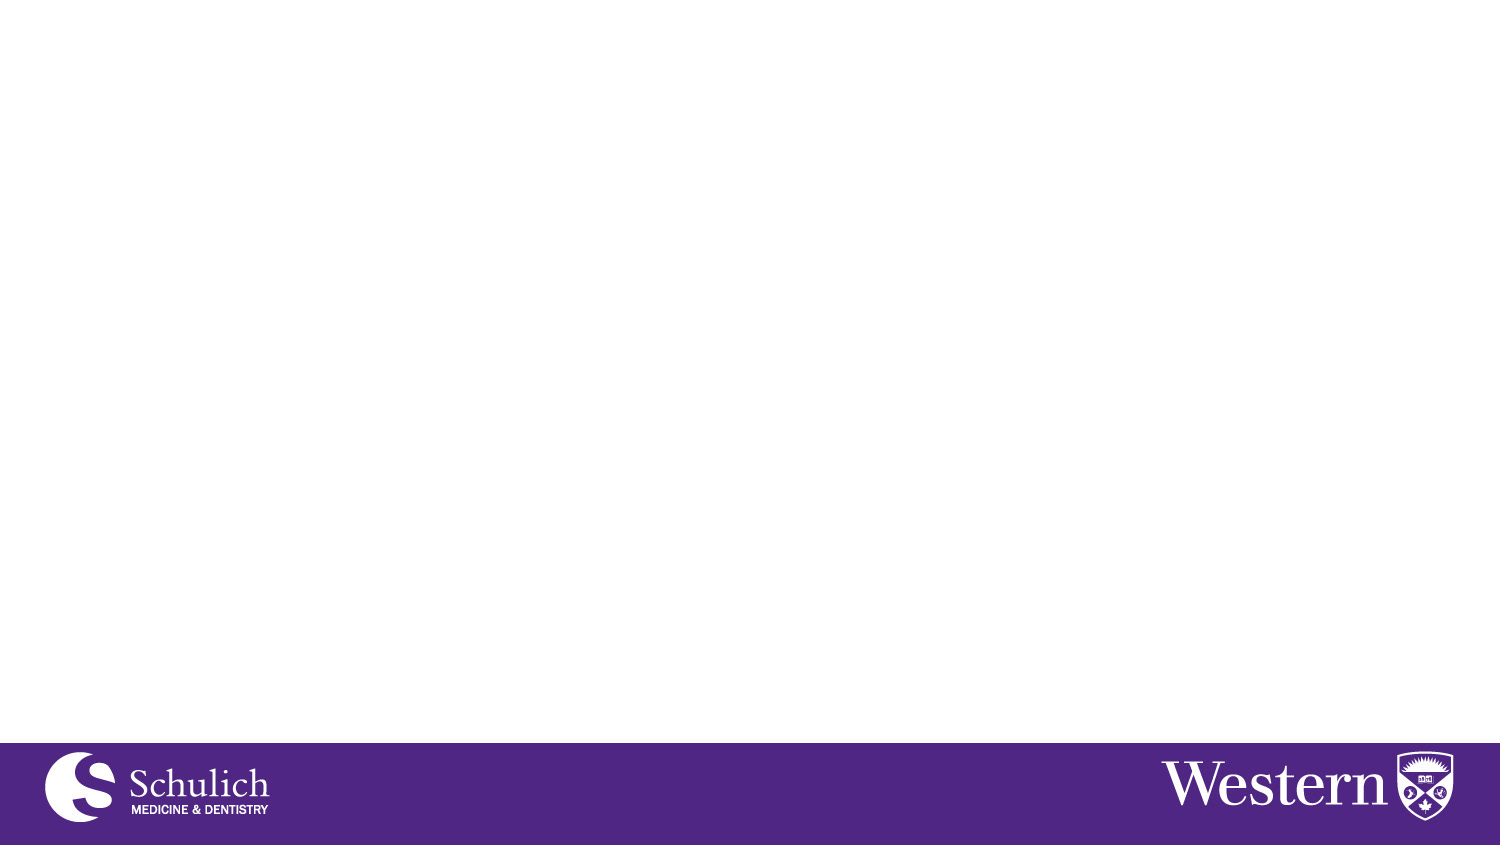 Schulich
MEDICINE & DENTISTRY
Western